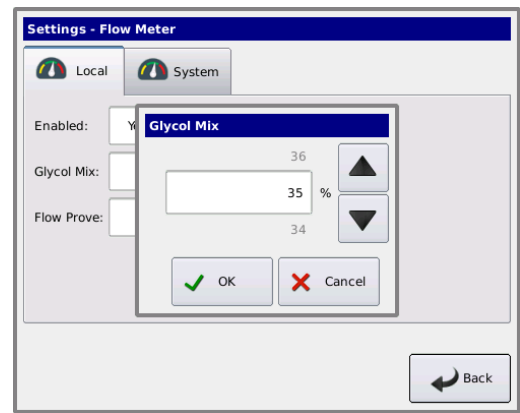 Settings - Flow Meter
Local
System
Enabled:
Glycol Mix
Glycol Mix:
36
35 %
34
Flow Prove:
OK
Cancel
Back